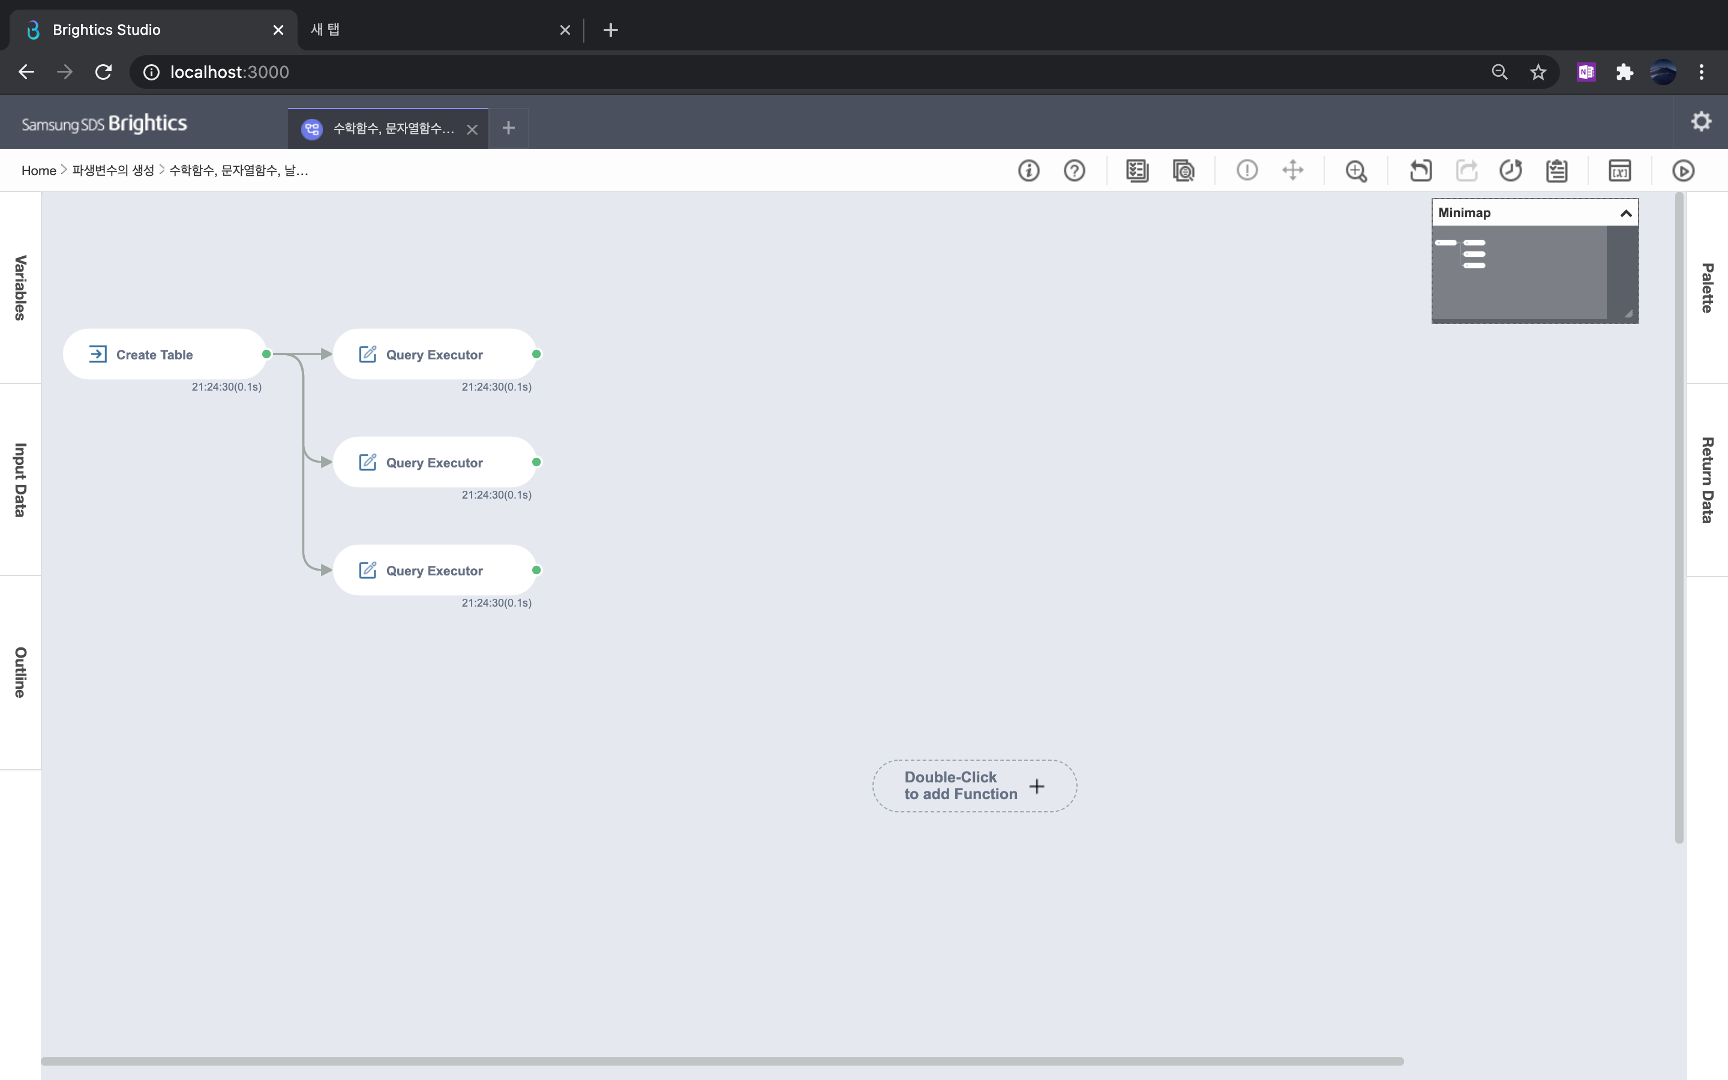 Brightics Studio
새 탭
localhost:3000
Samsung SDS Brightics
수학함수, 문자열함수...
Home > 파생변수의 생성 > 수학함수, 문자열함수, 날...
Variables
Input Data
Outline
Minimap
Palette
Return Data
Create Table
21:24:30(0.1s)
Query Executor
21:24:30(0.1s)
Query Executor
21:24:30(0.1s)
Query Executor
21:24:30(0.1s)
Double-Click
to add Function